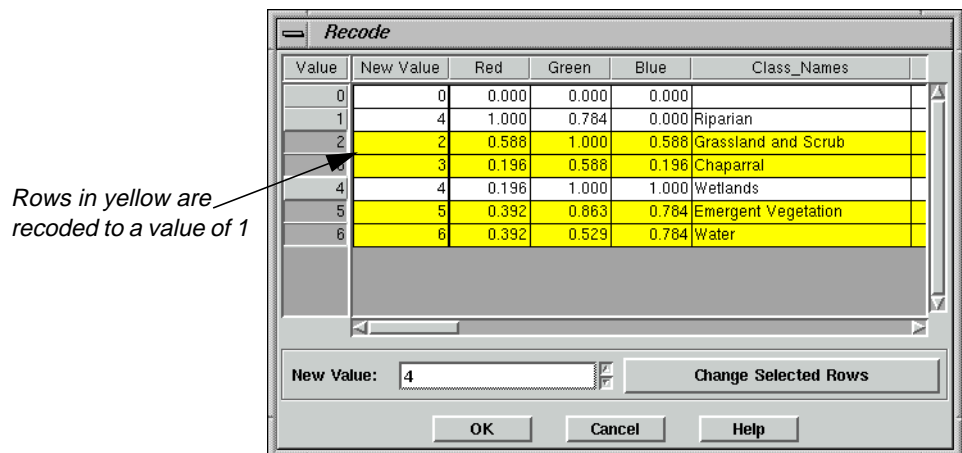 Recode
Value New Value Red Green Blue Class_Names
0 0 0.000 0.000 0.000
1 4 1.000 0.784 0.000 Riparian
2 2 0.588 1.000 0.588 Grassland and Scrub
3 3 0.196 0.588 0.196 Chaparral
4 4 0.196 1.000 1.000 Wetlands
5 5 0.392 0.863 0.784 Emergent Vegetation
6 6 0.392 0.529 0.784 Water
Rows in yellow are
recoded to a value of 1
New Value: 4 Change Selected Rows
OK Cancel Help